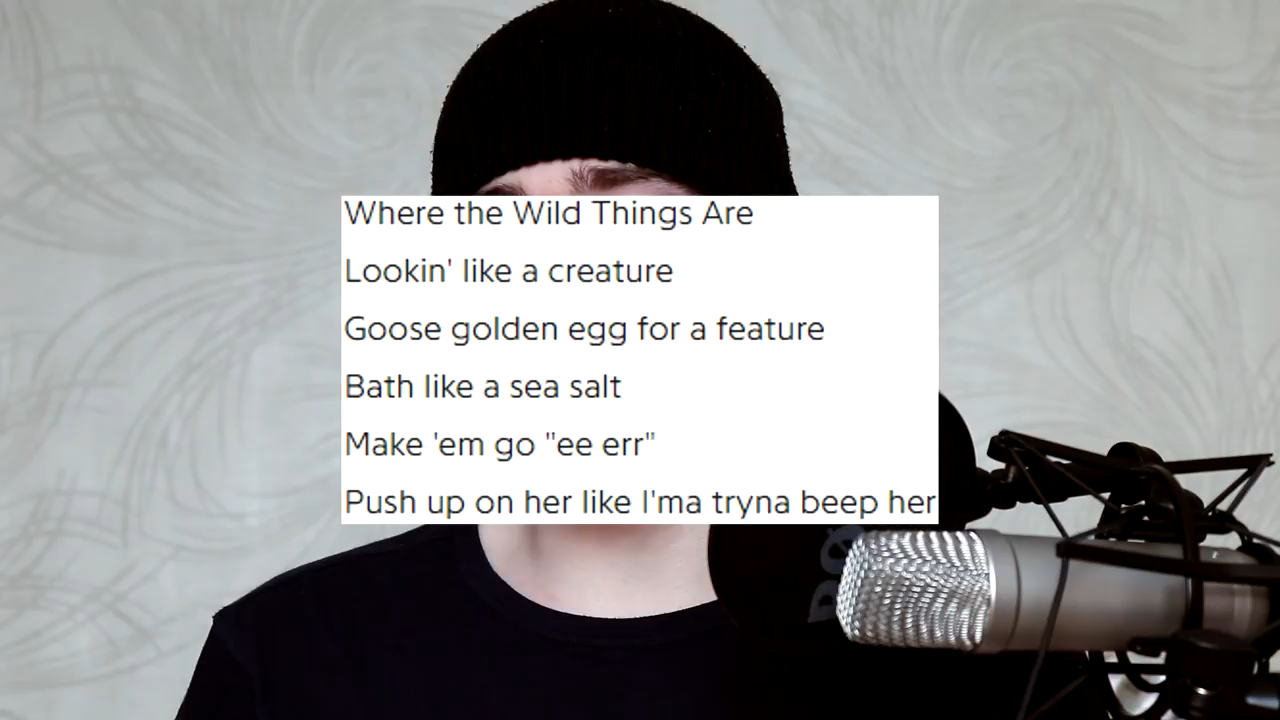 Where the Wild Things Are
Lookin' like a creature
Goose golden egg for a feature
Bath like a sea salt
Make 'em go "ee err"
Push up on her like I'ma tryna beep her